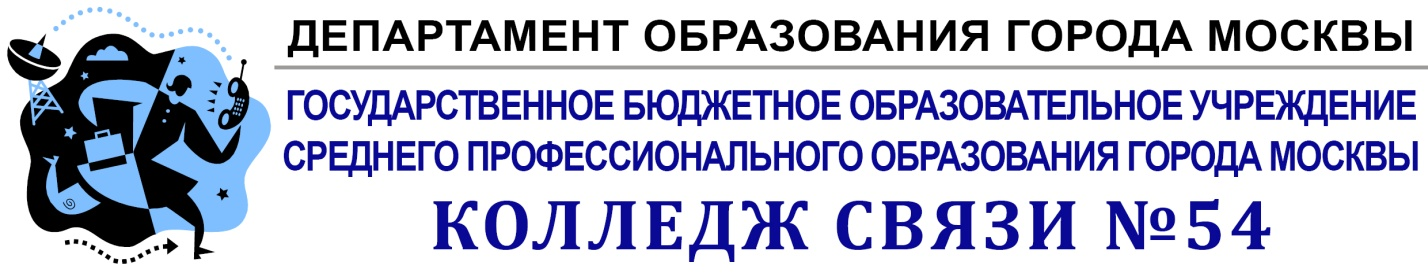 ДЕПАРТАМЕНТ ОБРАЗОВАНИЯ ГОРОДА МОСКВЫ
ГОСУДАРСТВЕННОЕ БЮДЖЕТНОЕ ОБРАЗОВАТЕЛЬНОЕ УЧРЕЖДЕНИЕ
СРЕДНЕГО ПРОФЕССИОНАЛЬНОГО ОБРАЗОВАНИЯ ГОРОДА МОСКВЫ
КОЛЛЕДЖ СВЯЗИ №54